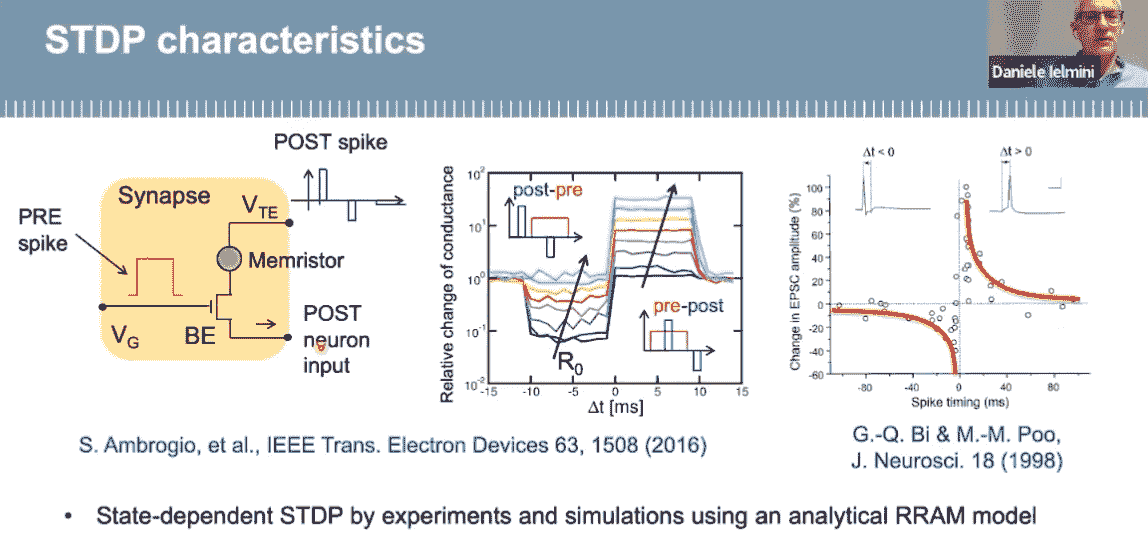 STDP characteristics
Daniele Ielmini
POST spike
Synapse
V_TE
PRE
spike
Memristor
V_G
BE
POST
neuron
input
Relative change of conductance
10^2
10^1
10^0
10^-1
10^-2
-15 -10 -5 0 5 10 15
Δt [ms]
post-pre
pre-post
R_0
Δt < 0
Δt > 0
Change in EPSC amplitude (%)
100
80
60
40
20
0
-20
-40
-60
-80 -40 0 40 80
Spike timing (ms)
S. Ambrogio, et al., IEEE Trans. Electron Devices 63, 1508 (2016)
G.-Q. Bi & M.-M. Poo,
J. Neurosci. 18 (1998)
• State-dependent STDP by experiments and simulations using an analytical RRAM model